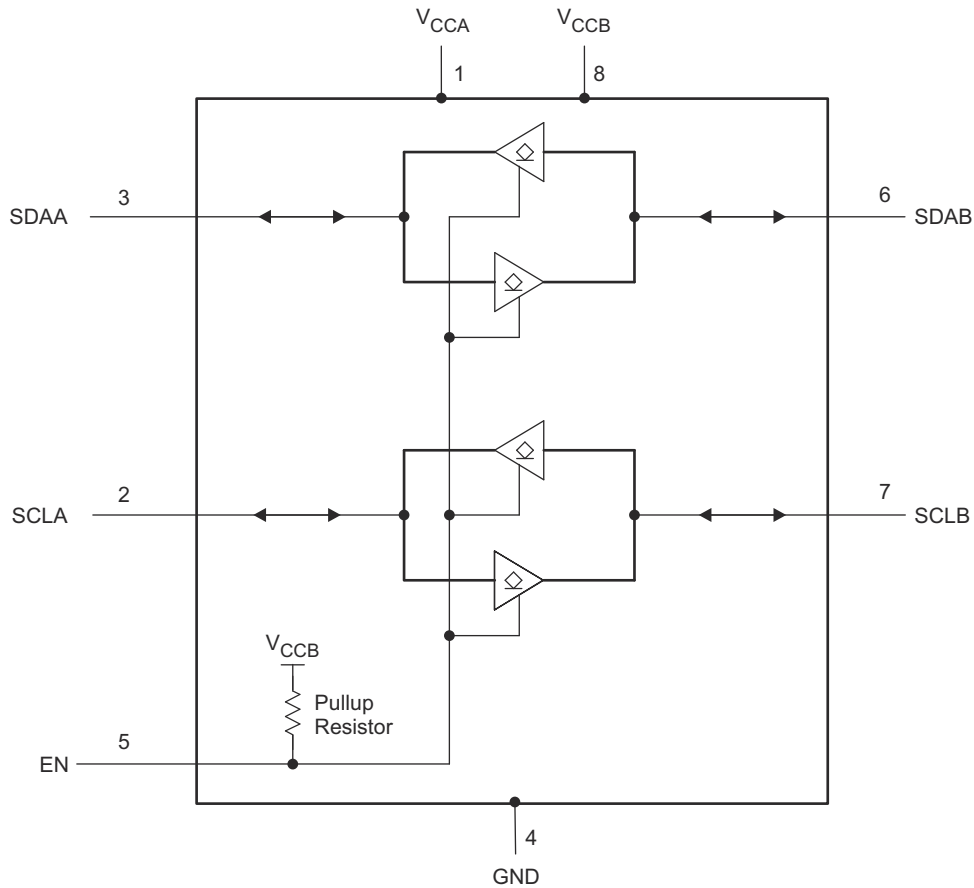 VCCA
VCCB
1
8
3
6
SDAA
SDAB
2
7
SCLA
SCLB
VCCB
Pullup
Resistor
5
EN
4
GND